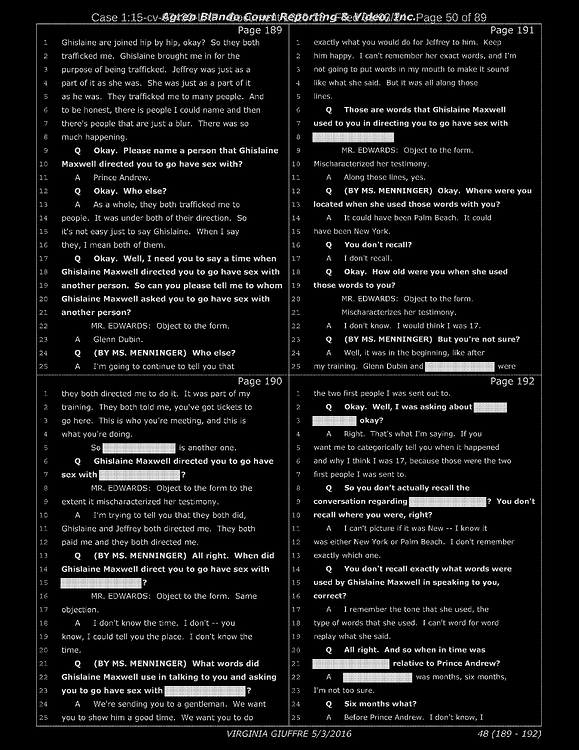 Case 1:15-cv- Page 50 of 89
Agren Blando Court Reporting & Video, Inc.
Page 189
1 Ghislaine are joined hip by hip, okay? So they both
2 trafficked me. Ghislaine brought me in for the
3 purpose of being trafficked. Jeffrey was just as a
4 part of it as she was. She was just as a part of it
5 as he was. They trafficked me to many people. And
6 to be honest, there is people I could name and then
7 there's people that are just a blur. There was so
8 much happening.
9 Q Okay. Please name a person that Ghislaine
10 Maxwell directed you to go have sex with?
11 A Prince Andrew.
12 Q Okay. Who else?
13 A As a whole, they both trafficked me to
14 people. It was under both of their direction. So
15 it's not easy just to say Ghislaine. When I say
16 they, I mean both of them.
17 Q Okay. Well, I need you to say a time when
18 Ghislaine Maxwell directed you to go have sex with
19 another person. So can you please tell me to whom
20 Ghislaine Maxwell asked you to go have sex with
21 another person?
22 MR. EDWARDS: Object to the form.
23 A Glenn Dubin.
24 Q (BY MS. MENNINGER) Who else?
25 A I'm going to continue to tell you that
Page 190
1 they both directed me to do it. It was part of my
2 training. They both told me, you've got tickets to
3 go here. This is who you're meeting, and this is
4 what you're doing.
5 So is another one.
6 Q Ghislaine Maxwell directed you to go have
7 sex with ?
8 MR. EDWARDS: Object to the form to the
9 extent it mischaracterized her testimony.
10 A I'm trying to tell you that they both did,
11 Ghislaine and Jeffrey both directed me. They both
12 paid me and they both directed me.
13 Q (BY MS. MENNINGER) All right. When did
14 Ghislaine Maxwell direct you to go have sex with
15 ?
16 MR. EDWARDS: Object to the form. Same
17 objection.
18 A I don't know the time. I don't -- you
19 know, I could tell you the place. I don't know the
20 time.
21 Q (BY MS. MENNINGER) What words did
22 Ghislaine Maxwell use in talking to you and asking
23 you to go have sex with ?
24 A We're sending you to a gentleman. We want
25 you to show him a good time. We want you to do
Page 191
1 exactly what you would do for Jeffrey to him. Keep
2 him happy. I can't remember her exact words, and I'm
3 not going to put words in my mouth to make it sound
4 like what she said. But it was all along those
5 lines.
6 Q Those are words that Ghislaine Maxwell
7 used to you in directing you to go have sex with
8
9 MR. EDWARDS: Object to the form.
10 Mischaracterized her testimony.
11 A Along those lines, yes.
12 Q (BY MS. MENNINGER) Okay. Where were you
13 located when she used those words with you?
14 A It could have been Palm Beach. It could
15 have been New York.
16 Q You don't recall?
17 A I don't recall.
18 Q Okay. How old were you when she used
19 those words to you?
20 MR. EDWARDS: Object to the form.
21 Mischaracterizes her testimony.
22 A I don't know. I would think I was 17.
23 Q (BY MS. MENNINGER) But you're not sure?
24 A Well, it was in the beginning, like after
25 my training. Glenn Dubin and were
Page 192
1 the two first people I was sent out to.
2 Q Okay. Well, I was asking about
3 okay?
4 A Right. That's what I'm saying. If you
5 want me to categorically tell you when it happened
6 and why I think I was 17, because those were the two
7 first people I was sent to.
8 Q So you don't actually recall the
9 conversation regarding ? You don't
10 recall where you were, right?
11 A I can't picture if it was New -- I know it
12 was either New York or Palm Beach. I don't remember
13 exactly which one.
14 Q You don't recall exactly what words were
15 used by Ghislaine Maxwell in speaking to you,
16 correct?
17 A I remember the tone that she used, the
18 type of words that she used. I can't word for word
19 replay what she said.
20 Q All right. And so when in time was
21 relative to Prince Andrew?
22 A was months, six months,
23 I'm not too sure.
24 Q Six months what?
25 A Before Prince Andrew. I don't know, I
VIRGINIA GIUFFRE 5/3/2016
48 (189 - 192)